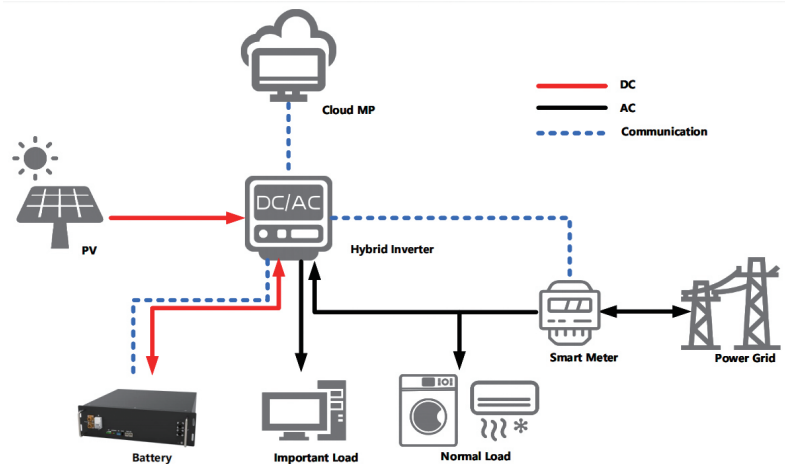 Cloud MP
DC
AC
Communication
DC/AC
PV
Hybrid Inverter
Smart Meter
Power Grid
Battery
Important Load
Normal Load